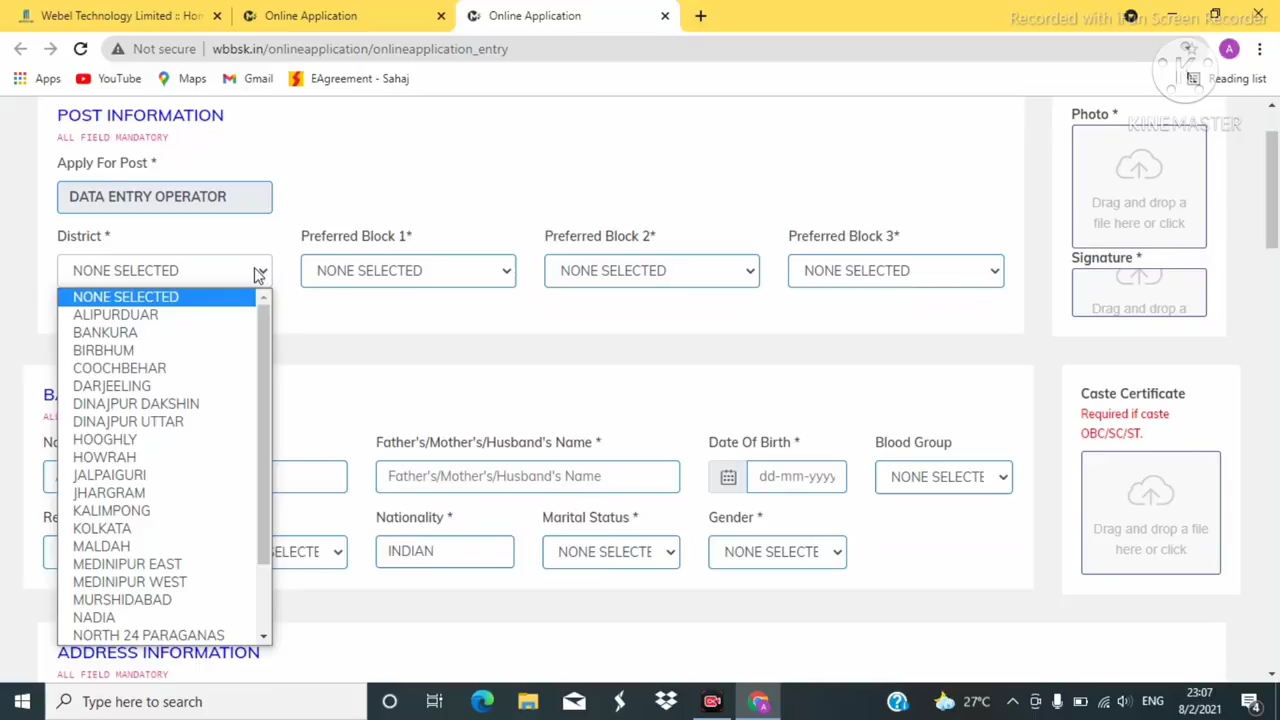 Webel Technology Limited :: Hon
Online Application
Online Application
Recorded with iTun Screen Recorder
Not secure
wbbsk.in/onlineapplication/onlineapplication_entry
A
Apps
YouTube
Maps
Gmail
EAgreement - Sahaj
Reading list
K
KINEMASTER
POST INFORMATION
ALL FIELD MANDATORY
Apply For Post *
DATA ENTRY OPERATOR
District *
Preferred Block 1*
Preferred Block 2*
Preferred Block 3*
NONE SELECTED
NONE SELECTED
NONE SELECTED
NONE SELECTED
NONE SELECTED
ALIPURDUAR
BANKURA
BIRBHUM
COOCHBEHAR
DARJEELING
DINAJPUR DAKSHIN
DINAJPUR UTTAR
HOOGHLY
HOWRAH
JALPAIGURI
JHARGRAM
KALIMPONG
KOLKATA
MALDAH
MEDINIPUR EAST
MEDINIPUR WEST
MURSHIDABAD
NADIA
NORTH 24 PARAGANAS
Photo *
Drag and drop a
file here or click
Signature *
Drag and drop a
Father's/Mother's/Husband's Name *
Date Of Birth *
Blood Group
Father's/Mother's/Husband's Name
dd-mm-yyyy
NONE SELECTE
Nationality *
Marital Status *
Gender *
SELECTE
INDIAN
NONE SELECTE
NONE SELECTE
Caste Certificate
Required if caste
OBC/SC/ST.
Drag and drop a file
here or click
ADDRESS INFORMATION
ALL FIELD MANDATORY
Type here to search
27°C
ENG
23:07
8/2/2021
4